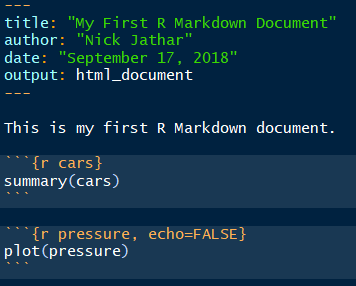 ---
title: "My First R Markdown Document"
author: "Nick Jathar"
date: "September 17, 2018"
output: html_document
---
This is my first R Markdown document.
```{r cars}
summary(cars)
```
```{r pressure, echo=FALSE}
plot(pressure)
```